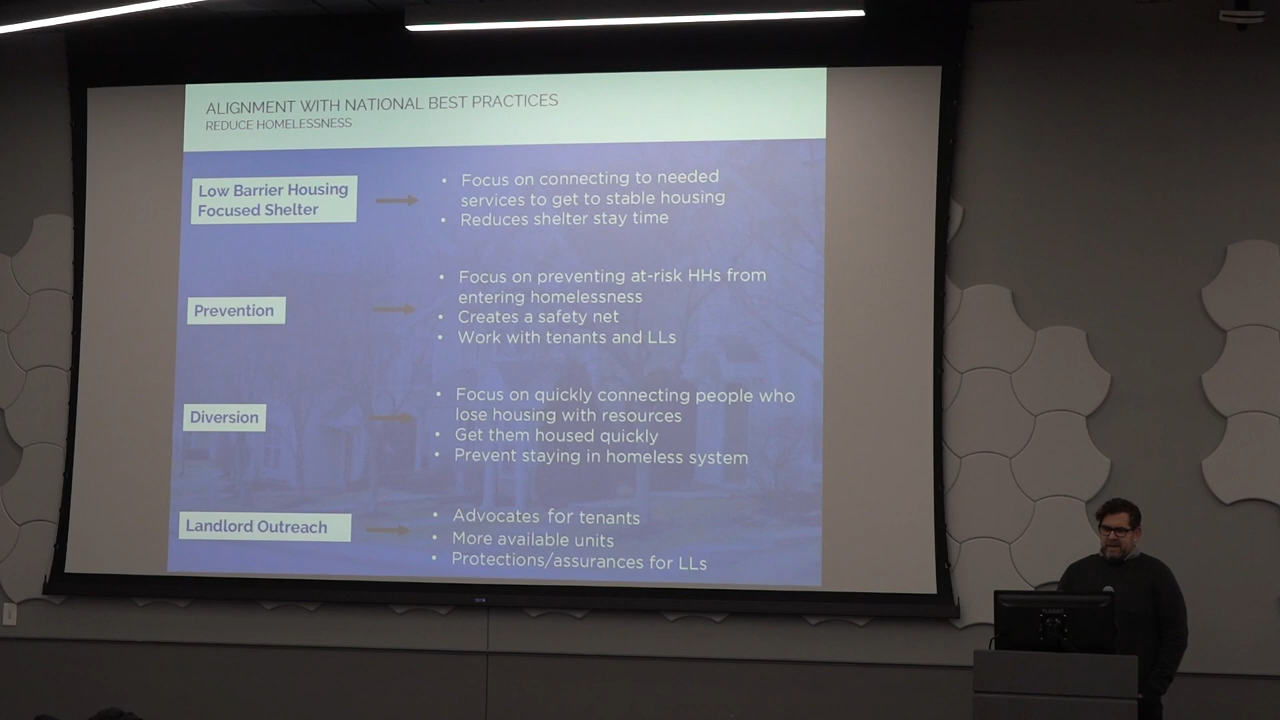 ALIGNMENT WITH NATIONAL BEST PRACTICES
REDUCE HOMELESSNESS
Low Barrier Housing
Focused Shelter
• Focus on connecting to needed
services to get to stable housing
• Reduces shelter stay time
Prevention
• Focus on preventing at-risk HHs from
entering homelessness
• Creates a safety net
• Work with tenants and LLs
Diversion
• Focus on quickly connecting people who
lose housing with resources
• Get them housed quickly
• Prevent staying in homeless system
Landlord Outreach
• Advocates for tenants
• More available units
• Protections/assurances for LLs